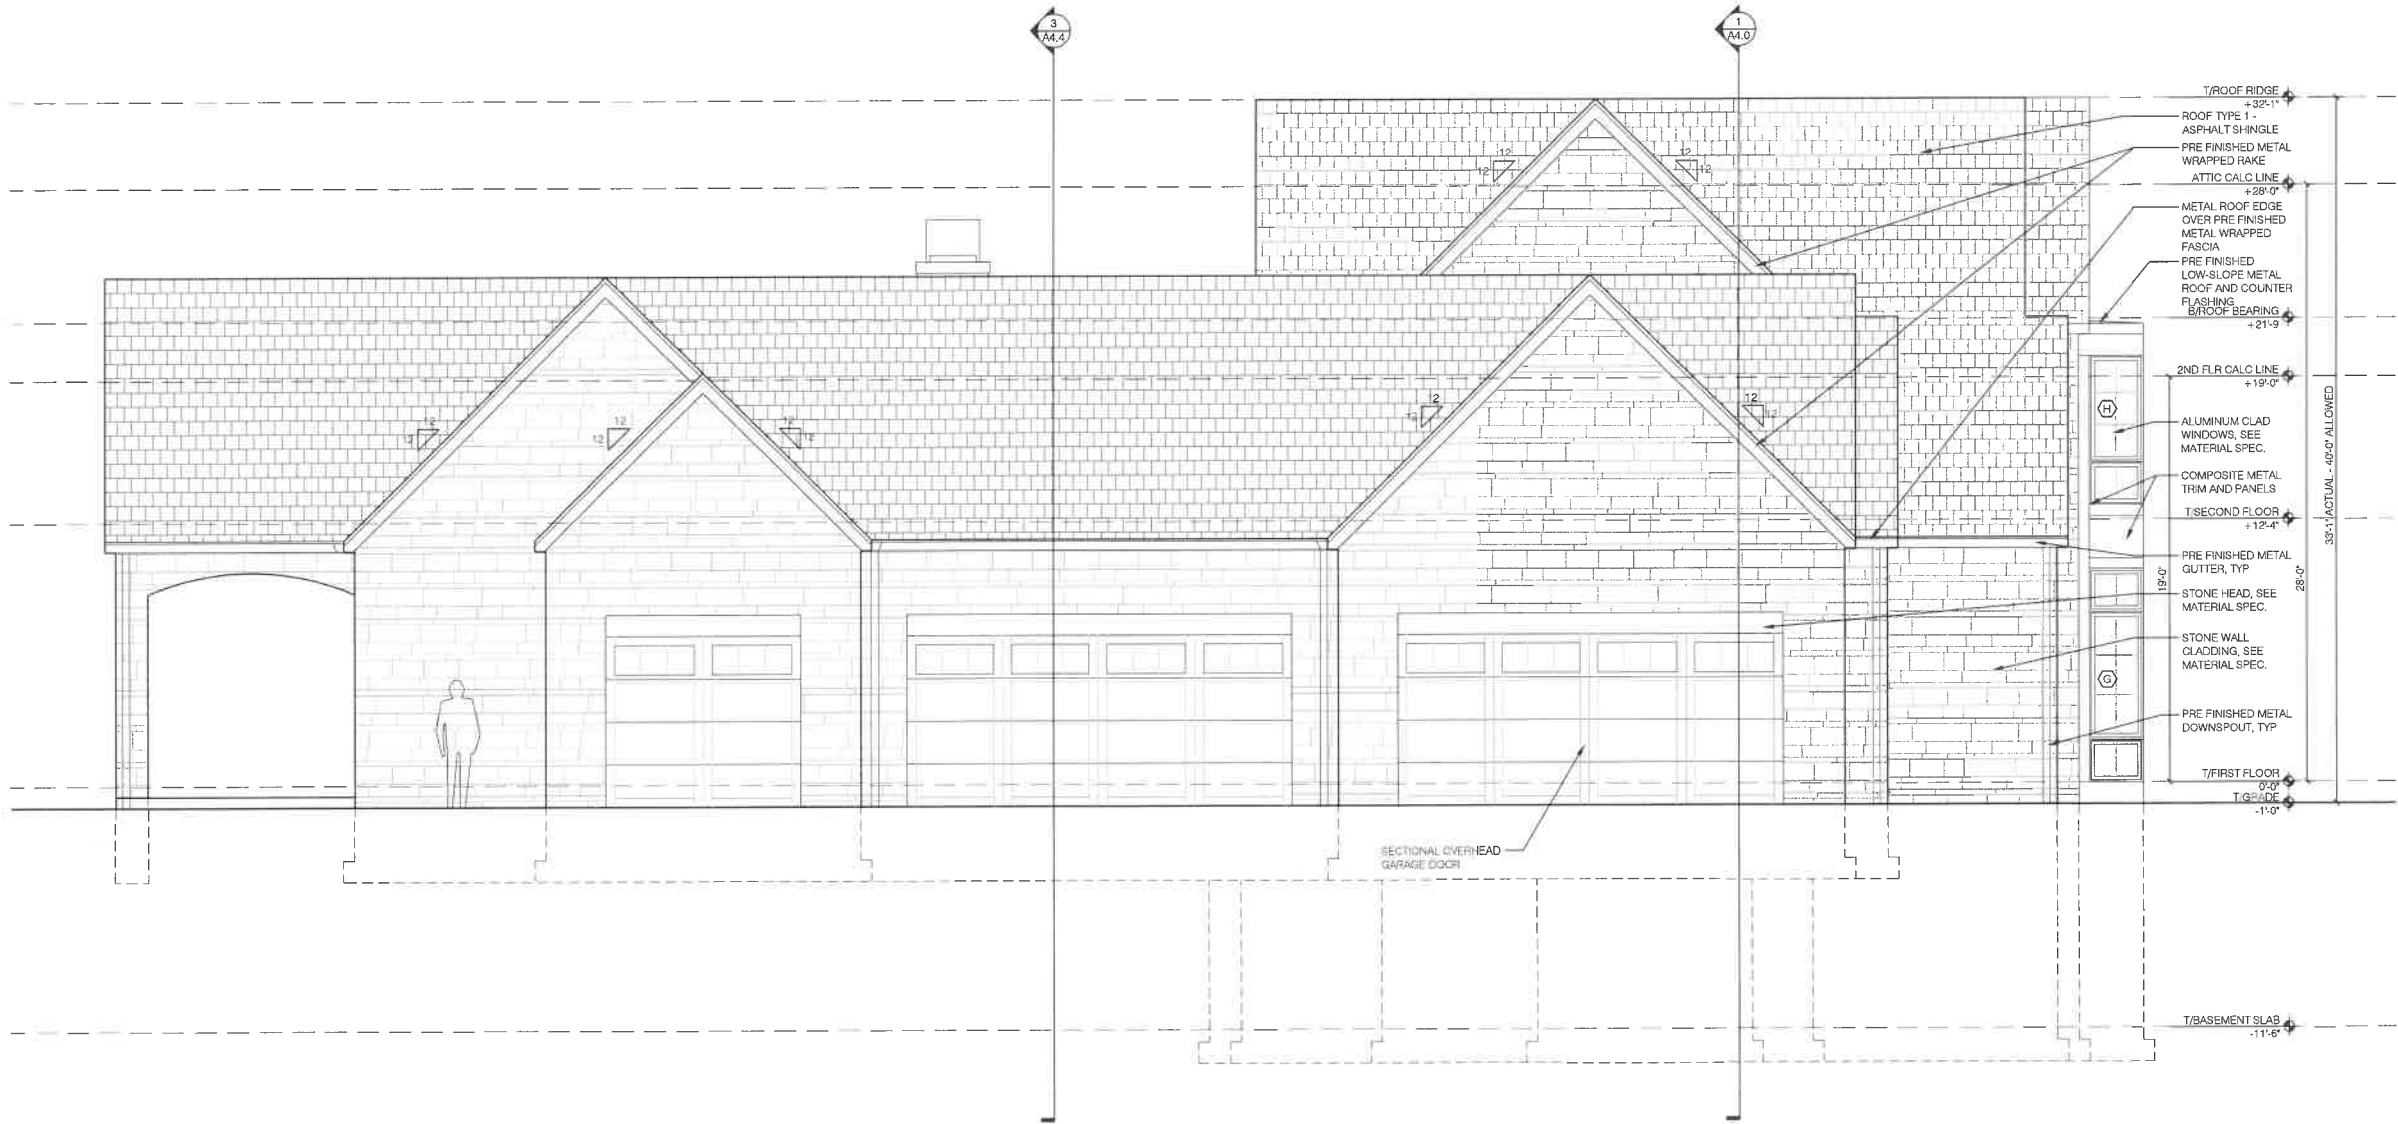 3
A4.4
1
A4.0
T/ROOF RIDGE
+32'-1"
ROOF TYPE 1 -
ASPHALT SHINGLE
PRE FINISHED METAL
WRAPPED RAKE
ATTIC CALC LINE
+28'-0"
METAL ROOF EDGE
OVER PRE FINISHED
METAL WRAPPED
FASCIA
PRE FINISHED
LOW-SLOPE METAL
ROOF AND COUNTER
FLASHING
B/ROOF BEARING
+21'-9
2ND FLR CALC LINE
+19'-0"
ALUMINUM CLAD
WINDOWS, SEE
MATERIAL SPEC.
COMPOSITE METAL
TRIM AND PANELS
T/SECOND FLOOR
+12'-4"
PRE FINISHED METAL
GUTTER, TYP
STONE HEAD, SEE
MATERIAL SPEC.
STONE WALL
CLADDING, SEE
MATERIAL SPEC.
PRE FINISHED METAL
DOWNSPOUT, TYP
T/FIRST FLOOR
0'-0"
T/GRADE
-1'-0"
T/BASEMENT SLAB
-11'-6"
33'-1" ACTUAL - 40'-0" ALLOWED
28'-0"
19'-0"
H
G
12
12
12
12
12
12
12
12
12
12
12
12
12
12
SECTIONAL OVERHEAD
GARAGE DOOR